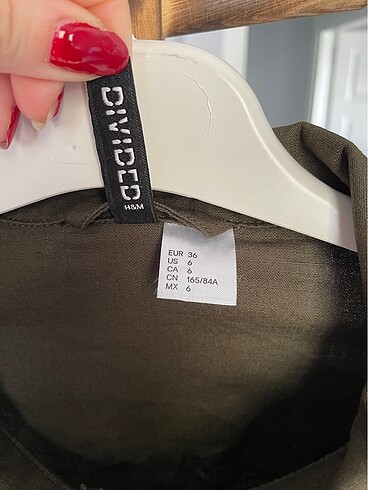 DIVIDED
H&M
EUR 36
US 6
CA 6
CN 165/84A
MX 6